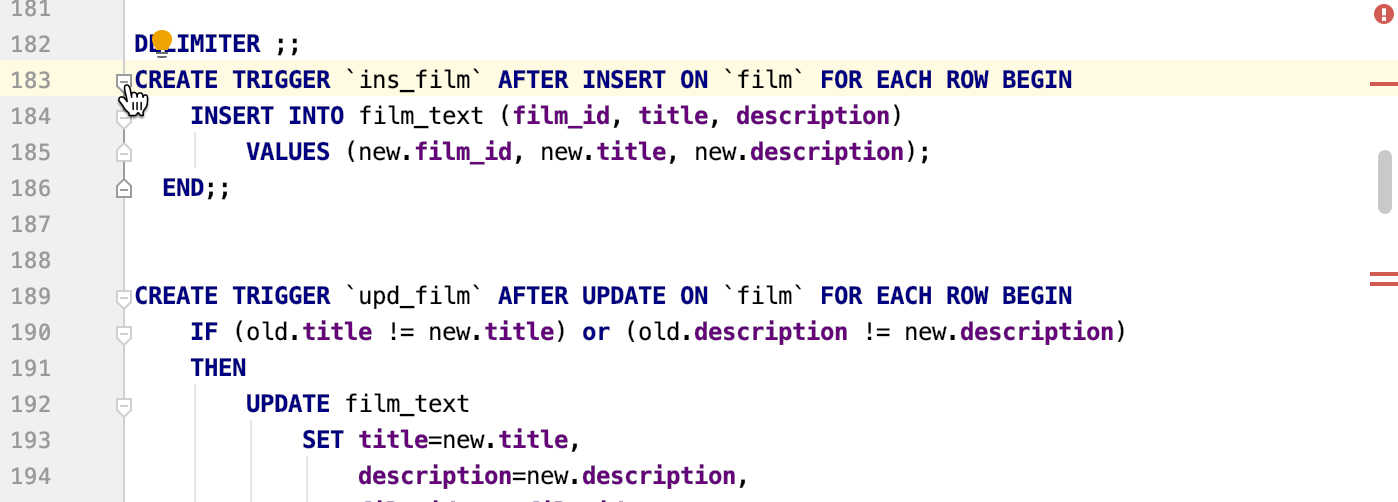 181
182 DELIMITER ;;
183 CREATE TRIGGER `ins_film` AFTER INSERT ON `film` FOR EACH ROW BEGIN
184 INSERT INTO film_text (film_id, title, description)
185 VALUES (new.film_id, new.title, new.description);
186 END;;
187
188
189 CREATE TRIGGER `upd_film` AFTER UPDATE ON `film` FOR EACH ROW BEGIN
190 IF (old.title != new.title) or (old.description != new.description)
191 THEN
192 UPDATE film_text
193 SET title=new.title,
194 description=new.description,